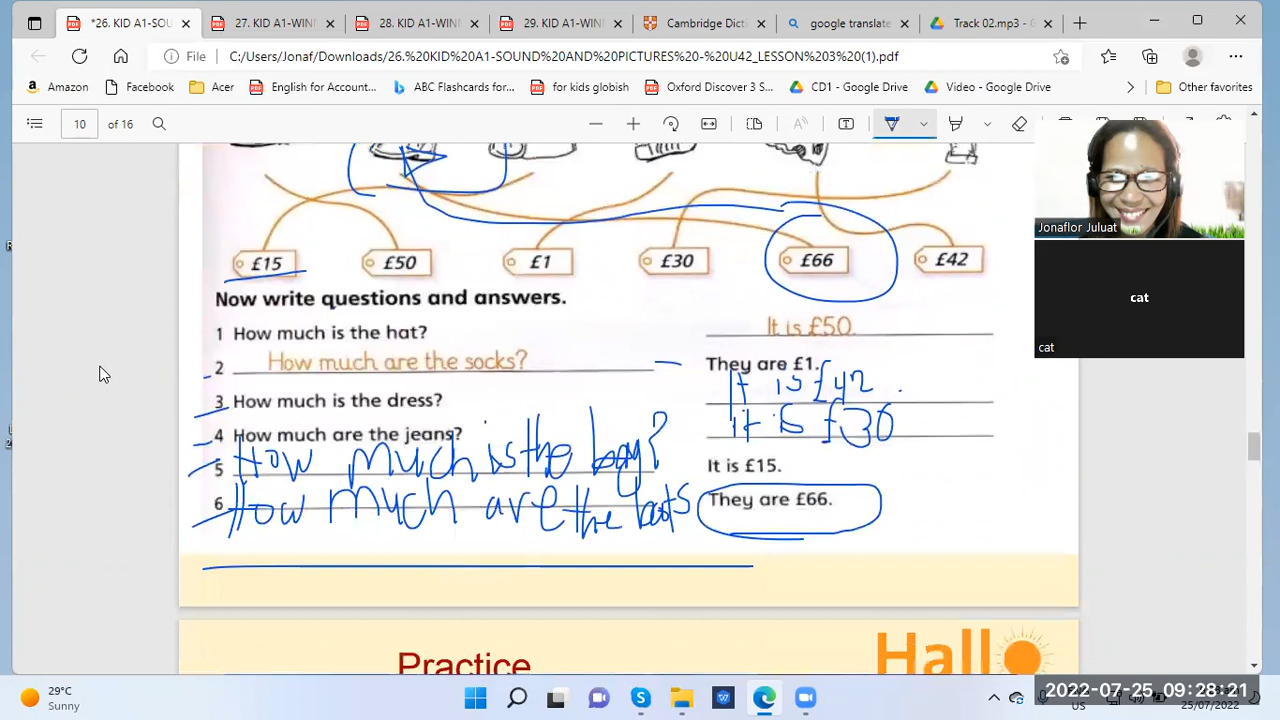 *26. KID A1-SOUN
27. KID A1-WINN
28. KID A1-WINN
29. KID A1-WINN
Cambridge Dict
google translate
Track 02.mp3 - G
File
C:/Users/Jonaf/Downloads/26.%20KID%20A1-SOUND%20AND%20PICTURES%20-%20U42_LESSON%203%20(1).pdf
Amazon
Facebook
Acer
English for Account...
ABC Flashcards for...
for kids globish
Oxford Discover 3 S...
CD1 - Google Drive
Video - Google Drive
Other favorites
10 of 16
Jonaflor Juluat
cat
cat
£15 £50 £1 £30 £66 £42
Now write questions and answers.
1 How much is the hat? It is £50.
2 How much are the socks? They are £1.
3 How much is the dress? It is £42.
4 How much are the jeans? It is £30
5 How much is the bag? It is £15.
6 How much are the They are £66.
Practice
Hall
29°C
Sunny
US
25/07/2022
2022-07-25 09:28:21